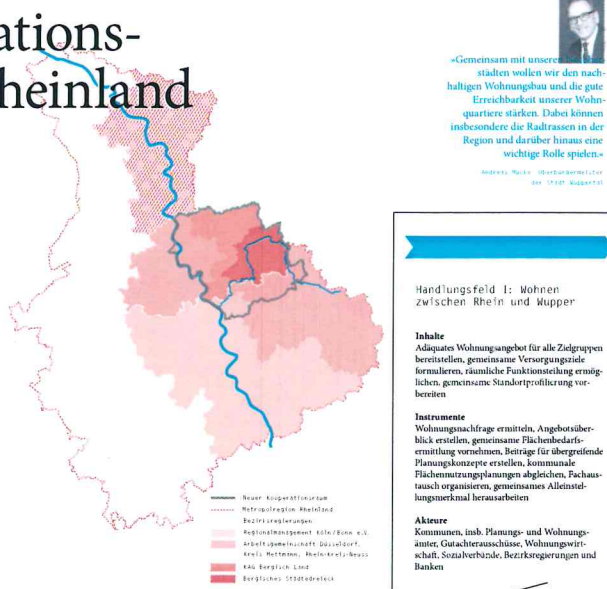 ations-
heinland
»Gemeinsam mit unseren
städten wollen wir den nach-
haltigen Wohnungsbau und die gute
Erreichbarkeit unserer Wohn-
quartiere stärken. Dabei können
insbesondere die Radtrassen in der
Region und darüber hinaus eine
wichtige Rolle spielen.«
Andreas Mucke, Oberbürgermeister
der Stadt Wuppertal
Handlungsfeld I: Wohnen
zwischen Rhein und Wupper
Inhalte
Adäquates Wohnungsangebot für alle Zielgruppen
bereitstellen, gemeinsame Versorgungsziele
formulieren, räumliche Funktionsteilung ermög-
lichen, gemeinsame Standortprofilierung vor-
bereiten
Instrumente
Wohnungsnachfrage ermitteln, Angebotsüber-
blick erstellen, gemeinsame Flächenbedarfs-
ermittlung vornehmen, Beiträge für übergreifende
Planungskonzepte erstellen, kommunale
Flächennutzungsplanungen abgleichen, Fachaus-
tausch organisieren, gemeinsames Alleinstel-
lungsmerkmal herausarbeiten
Akteure
Kommunen, insb. Planungs- und Wohnungs-
ämter, Gutachterausschüsse, Wohnungswirt-
schaft, Sozialverbände, Bezirksregierungen und
Banken
Neuer Kooperationsraum
Metropolregion Rheinland
Bezirksregierungen
Regionalmanagement Köln/Bonn e.V.
Arbeitsgemeinschaft Düsseldorf,
Kreis Mettmann, Rhein-Kreis-Neuss
KAG Bergisch Land
Bergisches Städtedreieck